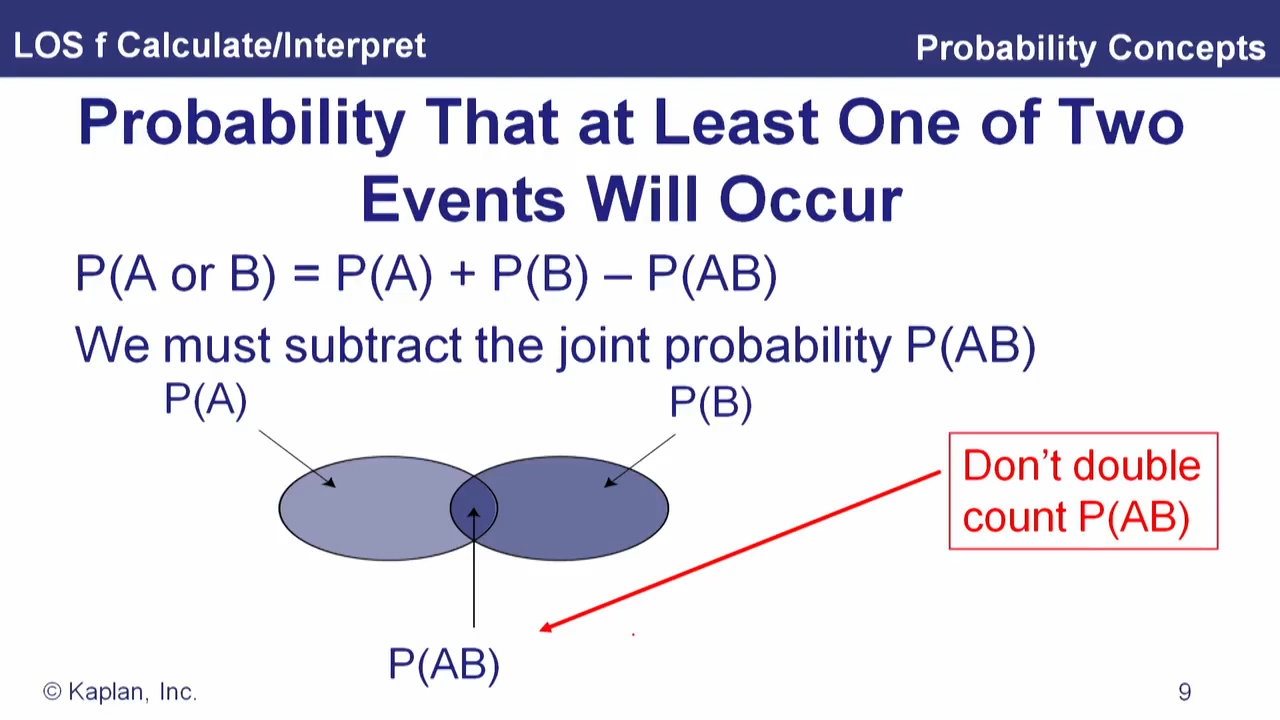 LOS f Calculate/Interpret
Probability Concepts
Probability That at Least One of Two
Events Will Occur
P(A or B) = P(A) + P(B) – P(AB)
We must subtract the joint probability P(AB)
P(A)
P(B)
Don’t double
count P(AB)
P(AB)
© Kaplan, Inc.
9